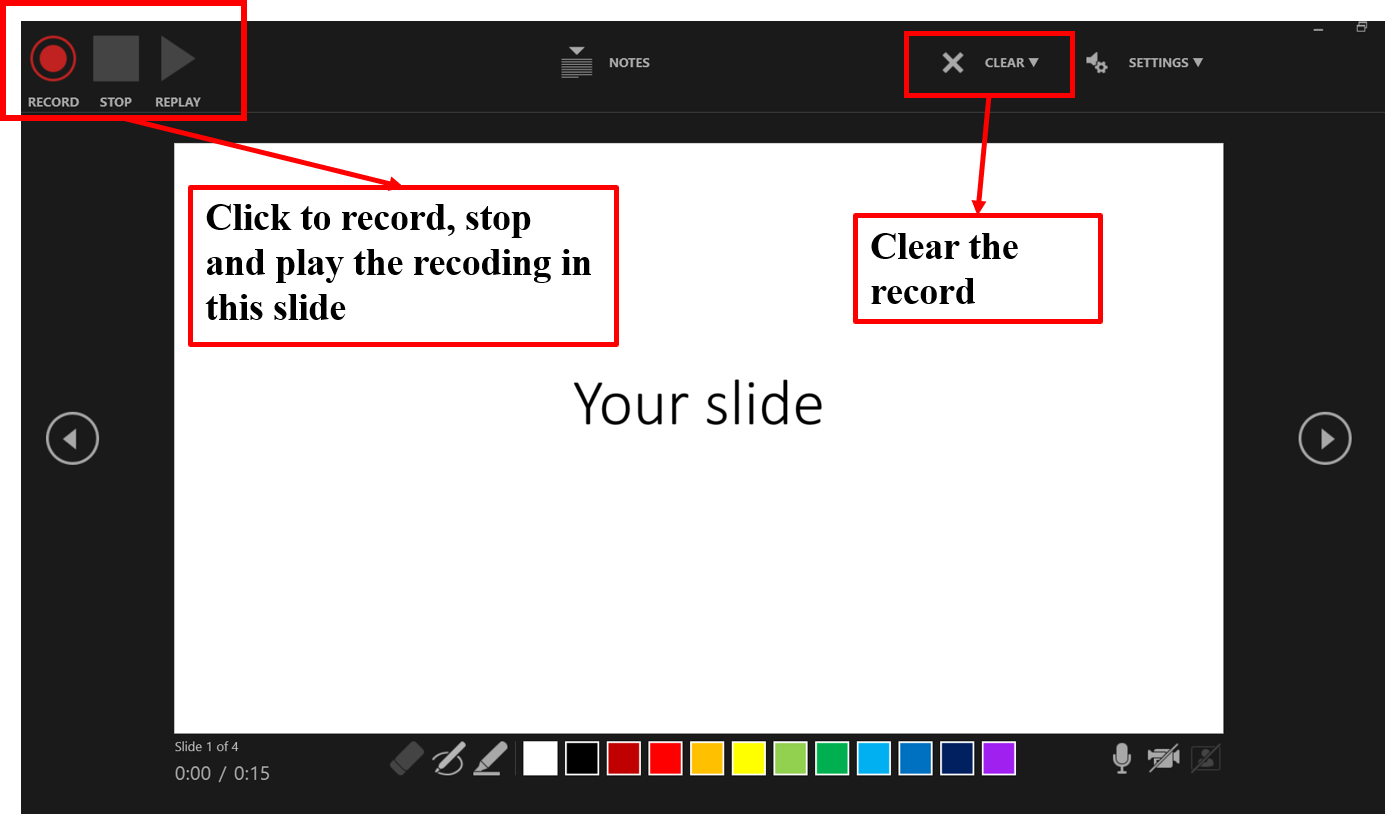 RECORD STOP REPLAY
NOTES
CLEAR ▼
SETTINGS ▼
Click to record, stop
and play the recoding in
this slide
Clear the
record
Your slide
Slide 1 of 4
0:00 / 0:15